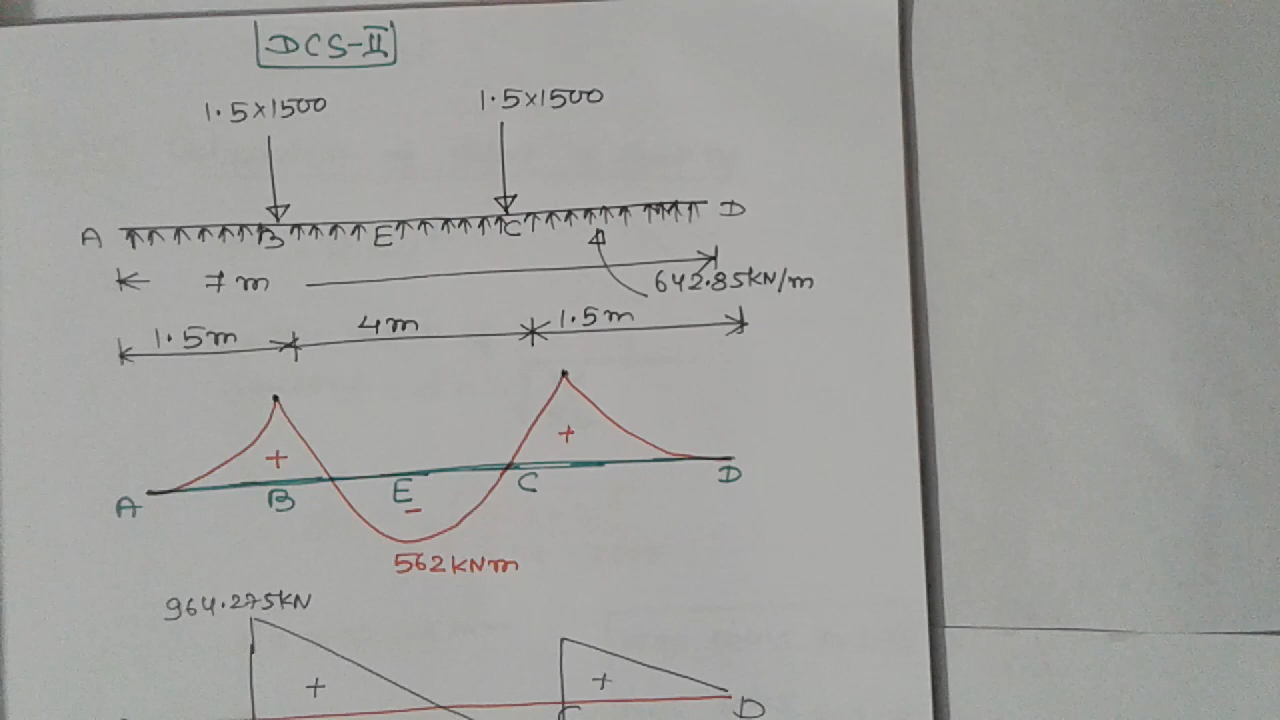 DCS-II
1.5×1500 1.5×1500
A B E C D
7m
642.85kN/m
1.5m 4m 1.5m
+ +
A B E C D
-
562kNm
964.275kN
+ +
C D